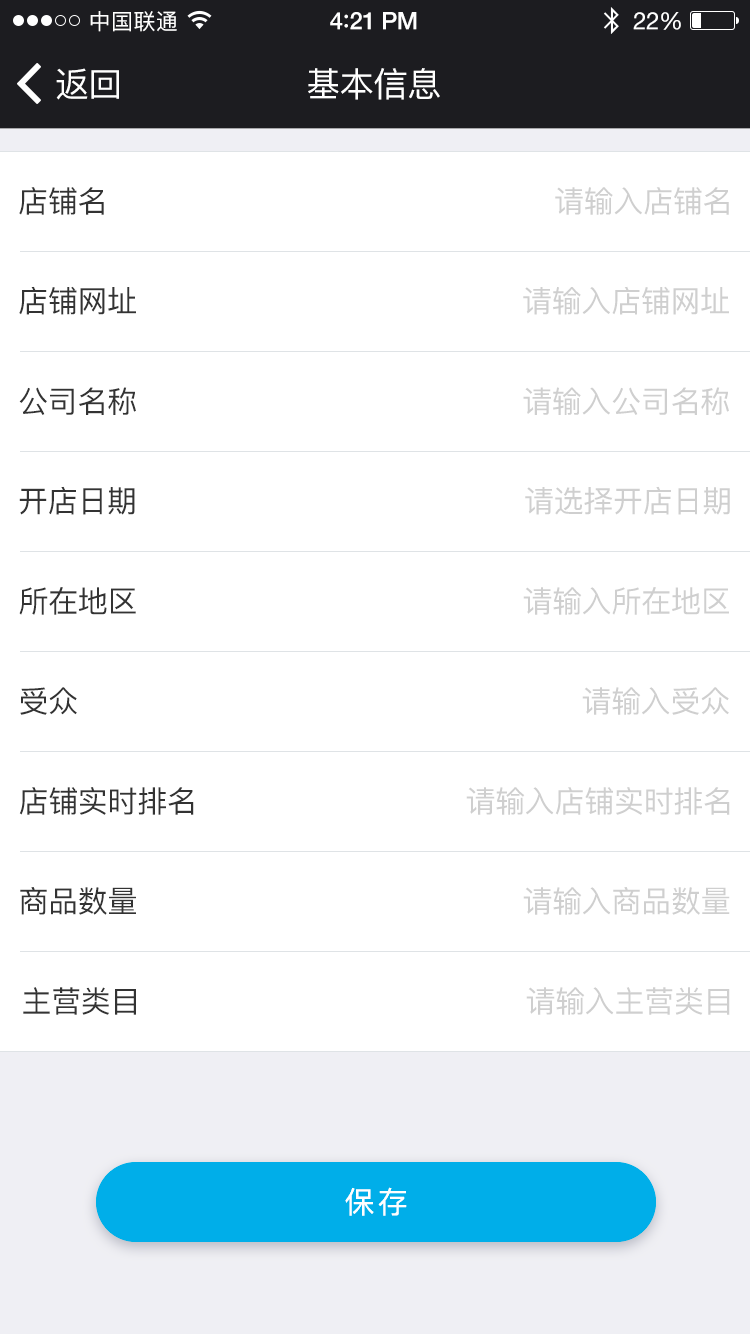 中国联通 4:21 PM 22%
返回 基本信息
店铺名 请输入店铺名
店铺网址 请输入店铺网址
公司名称 请输入公司名称
开店日期 请选择开店日期
所在地区 请输入所在地区
受众 请输入受众
店铺实时排名 请输入店铺实时排名
商品数量 请输入商品数量
主营类目 请输入主营类目
保存